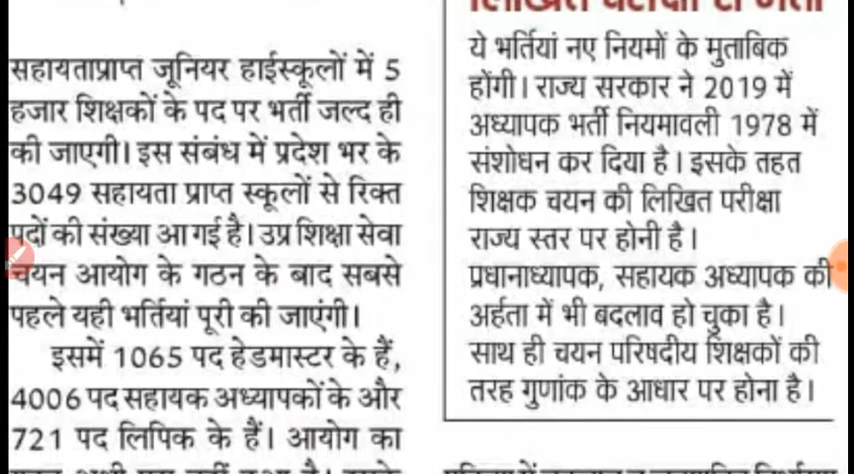 सहायताप्राप्त जूनियर हाईस्कूलों में 5
हजार शिक्षकों के पद पर भर्ती जल्द ही
की जाएगी। इस संबंध में प्रदेश भर के
3049 सहायता प्राप्त स्कूलों से रिक्त
पदों की संख्या आ गई है। उप्र शिक्षा सेवा
चयन आयोग के गठन के बाद सबसे
पहले यही भर्तियां पूरी की जाएंगी।
इसमें 1065 पद हेडमास्टर के हैं,
4006 पद सहायक अध्यापकों के और
721 पद लिपिक के हैं। आयोग का
ये भर्तियां नए नियमों के मुताबिक
होंगी। राज्य सरकार ने 2019 में
अध्यापक भर्ती नियमावली 1978 में
संशोधन कर दिया है। इसके तहत
शिक्षक चयन की लिखित परीक्षा
राज्य स्तर पर होनी है।
प्रधानाध्यापक, सहायक अध्यापक की
अर्हता में भी बदलाव हो चुका है।
साथ ही चयन परिषदीय शिक्षकों की
तरह गुणांक के आधार पर होना है।